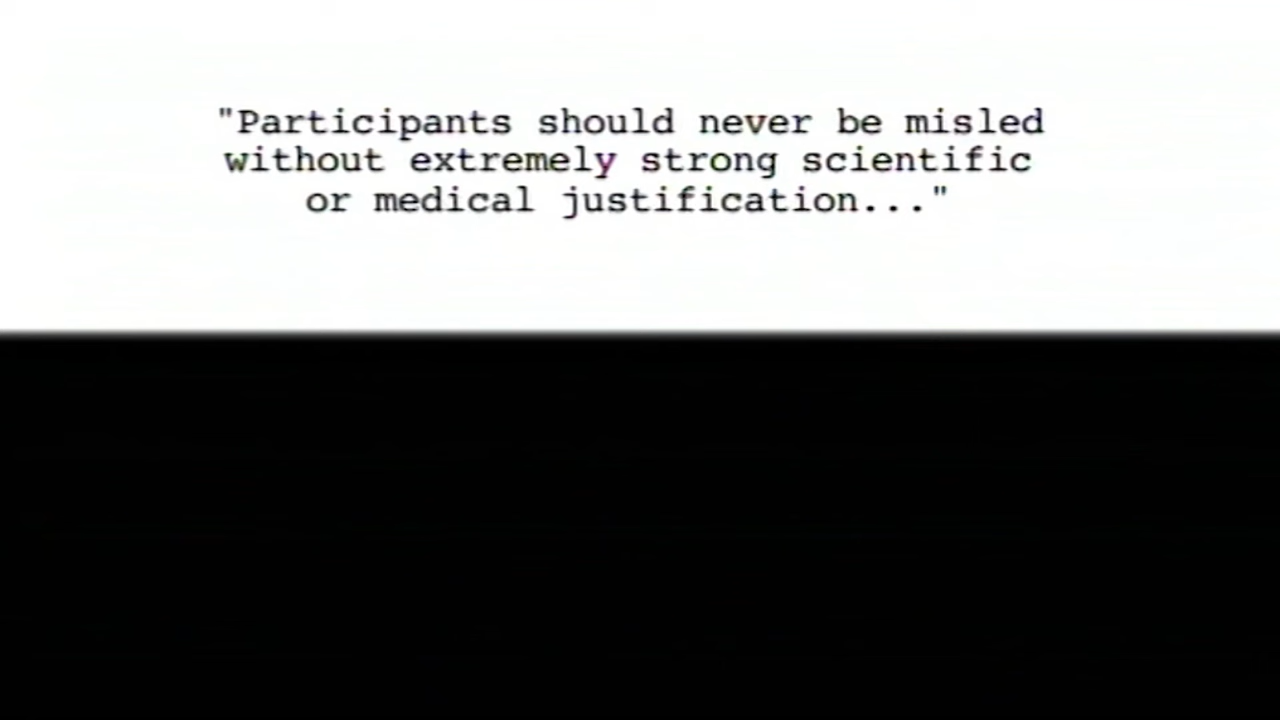 "Participants should never be misled
without extremely strong scientific
or medical justification..."